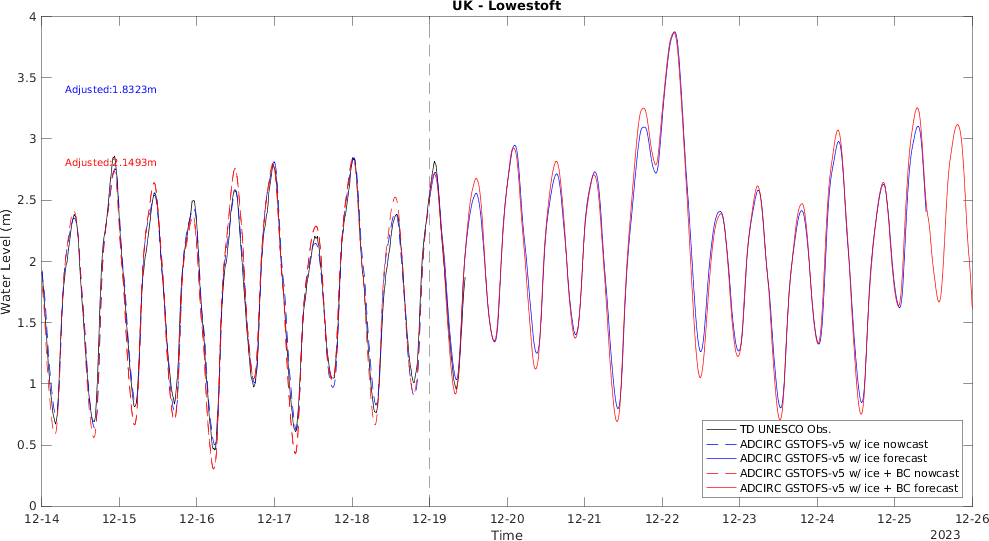 UK - Lowestoft
4
3.5
3
2.5
2
1.5
1
0.5
0
Water Level (m)
Adjusted:1.8323m
Adjusted:2.1493m
TD UNESCO Obs.
ADCIRC GSTOFS-v5 w/ ice nowcast
ADCIRC GSTOFS-v5 w/ ice forecast
ADCIRC GSTOFS-v5 w/ ice + BC nowcast
ADCIRC GSTOFS-v5 w/ ice + BC forecast
12-14 12-15 12-16 12-17 12-18 12-19 12-20 12-21 12-22 12-23 12-24 12-25 12-26
Time
2023